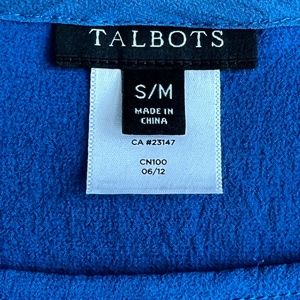 TALBOTS
S/M
MADE IN
CHINA
CA #23147
CN100
06/12